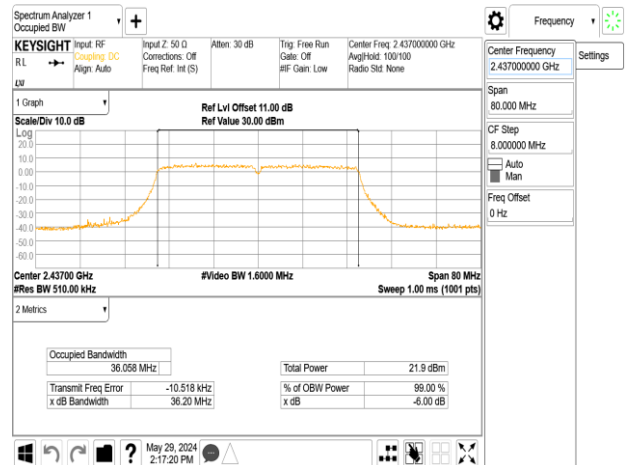 Spectrum Analyzer 1
Occupied BW
Frequency
KEYSIGHT
RL
Input: RF
Coupling: DC
Align: Auto
Input Z: 50 Ω
Corrections: Off
Freq Ref: Int (S)
Atten: 30 dB
Trig: Free Run
Gate: Off
#IF Gain: Low
Center Freq: 2.437000000 GHz
Avg|Hold: 100/100
Radio Std: None
Center Frequency
2.437000000 GHz
Settings
Span
80.000 MHz
CF Step
8.000000 MHz
Auto
Man
Freq Offset
0 Hz
1 Graph
Ref Lvl Offset 11.00 dB
Scale/Div 10.0 dB
Ref Value 30.00 dBm
Log
20.0
10.0
0.00
-10.0
-20.0
-30.0
-40.0
-50.0
-60.0
Center 2.43700 GHz
#Video BW 1.6000 MHz
Span 80 MHz
#Res BW 510.00 kHz
Sweep 1.00 ms (1001 pts)
2 Metrics
Occupied Bandwidth
36.058 MHz
Total Power 21.9 dBm
Transmit Freq Error -10.518 kHz
% of OBW Power 99.00 %
x dB Bandwidth 36.20 MHz
x dB -6.00 dB
?
May 29, 2024
2:17:20 PM